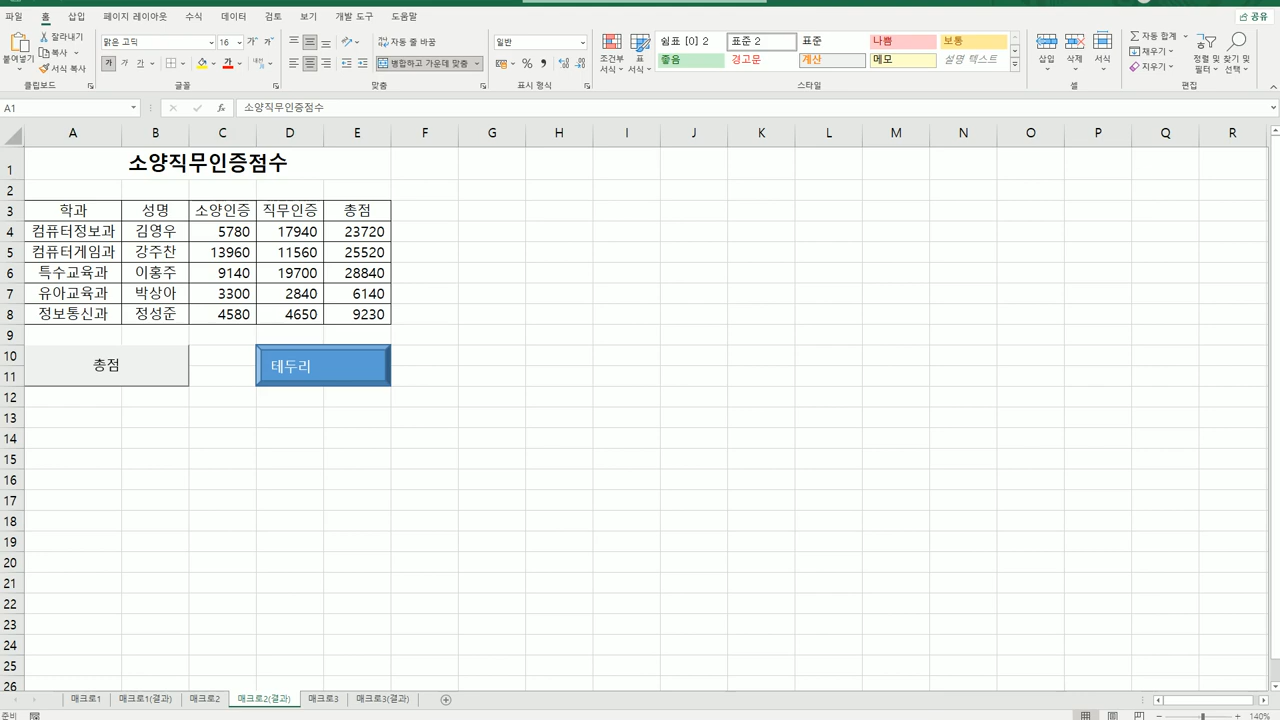 파일 홈 삽입 페이지 레이아웃 수식 데이터 검토 보기 개발 도구 도움말 공유
붙여넣기 잘라내기 복사 서식 복사
맑은 고딕 16
가 가 가 가 가
자동 줄 바꿈
병합하고 가운데 맞춤
일반
조건부 서식 표 서식
쉼표 [0] 2 표준 2 표준 나쁨 보통
좋음 경고문 계산 메모 설명 텍스트
삽입 삭제 서식
자동 합계 채우기 지우기
정렬 및 필터 찾기 및 선택
클립보드 글꼴 맞춤 표시 형식 스타일 셀 편집
A1 fx 소양직무인증점수
A B C D E F G H I J K L M N O P Q R
1 소양직무인증점수
2
3 학과 성명 소양인증 직무인증 총점
4 컴퓨터정보과 김영우 5780 17940 23720
5 컴퓨터게임과 강주찬 13960 11560 25520
6 특수교육과 이홍주 9140 19700 28840
7 유아교육과 박상아 3300 2840 6140
8 정보통신과 정성준 4580 4650 9230
9
10 총점 테두리
11
12
13
14
15
16
17
18
19
20
21
22
23
24
25
26
매크로1 매크로1(결과) 매크로2 매크로2(결과) 매크로3 매크로3(결과)
준비 140%